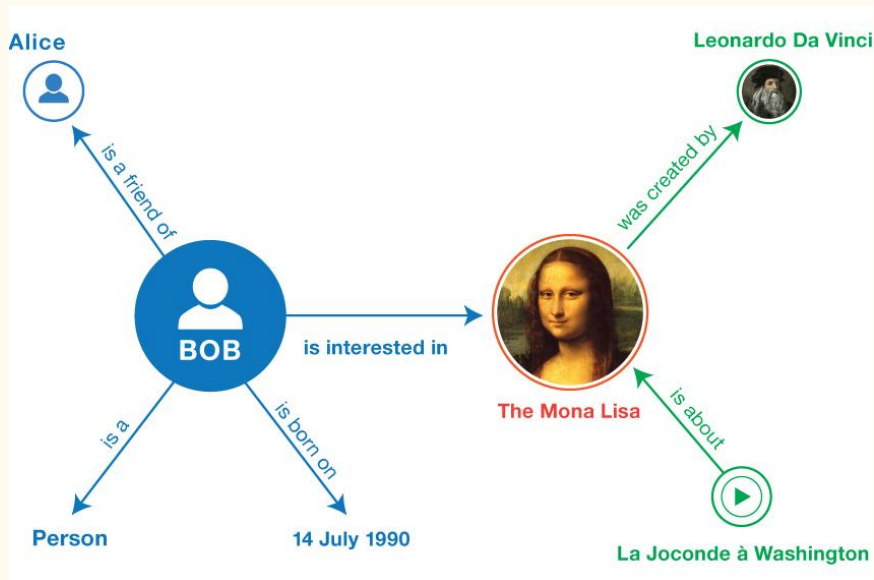 Alice
Leonardo Da Vinci
is a friend of
was created by
BOB
is interested in
The Mona Lisa
is a
is born on
is about
Person
14 July 1990
La Joconde à Washington